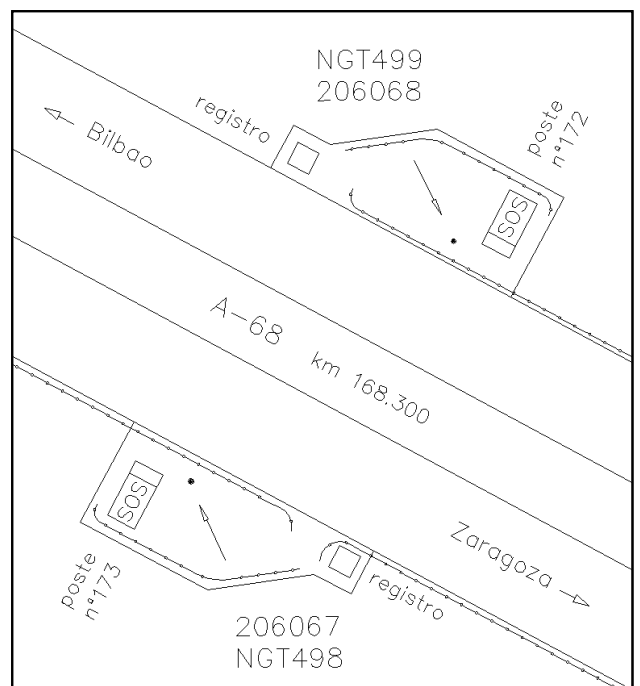 NGT499
206068
registro
poste
nº172
Bilbao
SOS
A-68 km 168.300
SOS
Zaragoza
poste
nº173
registro
206067
NGT498